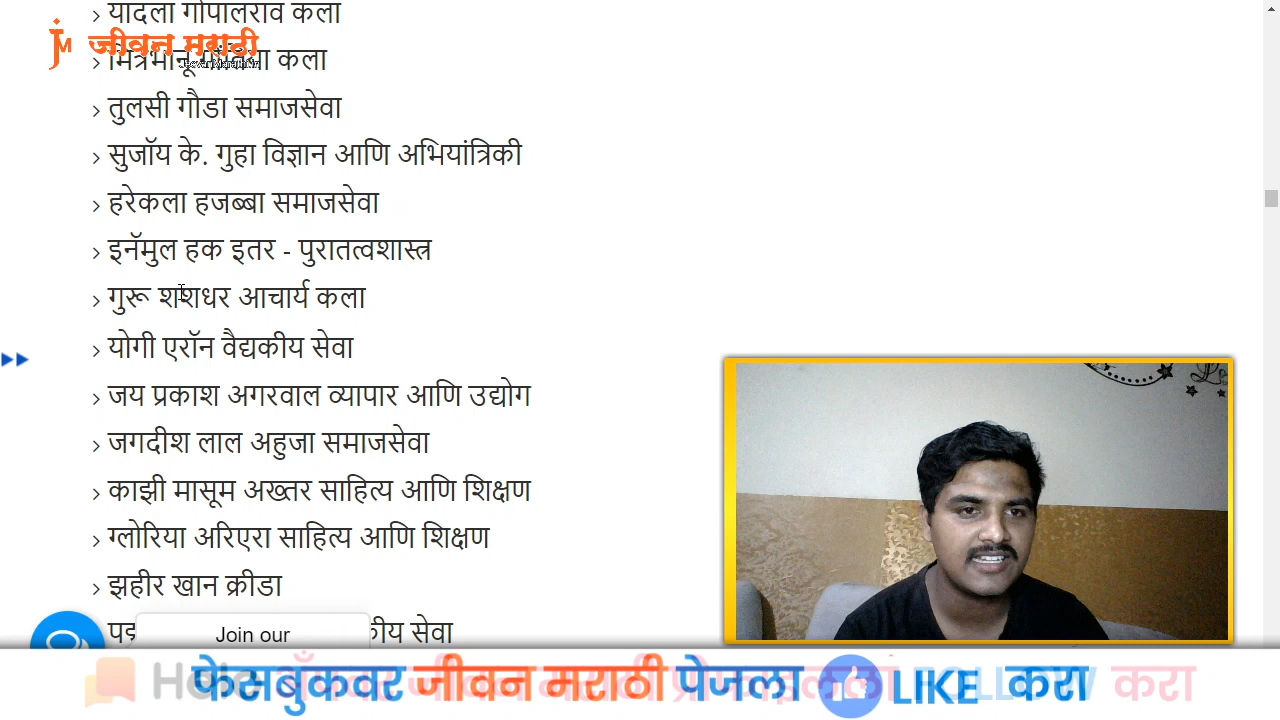 › यादला गोपालराव कला
जीवन मराठी
› मित्रभानू कला
› तुलसी गौडा समाजसेवा
› सुजॉय के. गुहा विज्ञान आणि अभियांत्रिकी
› हरेकला हजब्बा समाजसेवा
› इनॅमुल हक इतर - पुरातत्वशास्त्र
› गुरू शशधर आचार्य कला
› योगी एरॉन वैद्यकीय सेवा
› जय प्रकाश अगरवाल व्यापार आणि उद्योग
› जगदीश लाल अहुजा समाजसेवा
› काझी मासूम अख्तर साहित्य आणि शिक्षण
› ग्लोरिया अरिएरा साहित्य आणि शिक्षण
› झहीर खान क्रीडा
› सेवा
Join our
फेसबुकवर जीवन मराठी पेजला LIKE करा